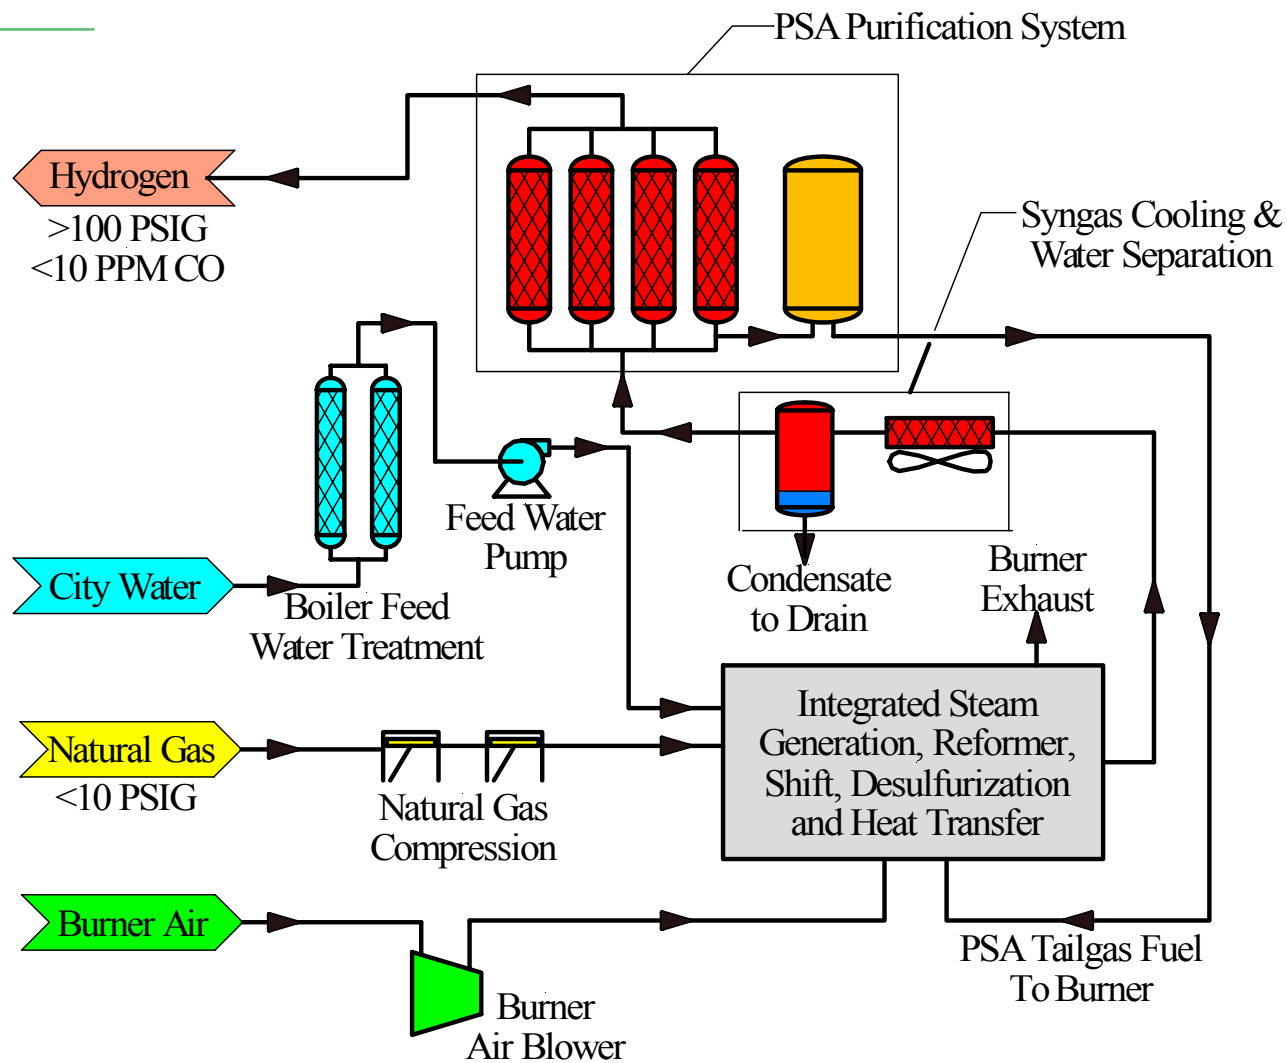 PSA Purification System
Hydrogen
>100 PSIG
<10 PPM CO
Syngas Cooling &
Water Separation
Feed Water
Pump
City Water
Boiler Feed
Water Treatment
Condensate
to Drain
Burner
Exhaust
Natural Gas
<10 PSIG
Natural Gas
Compression
Integrated Steam
Generation, Reformer,
Shift, Desulfurization
and Heat Transfer
Burner Air
Burner
Air Blower
PSA Tailgas Fuel
To Burner